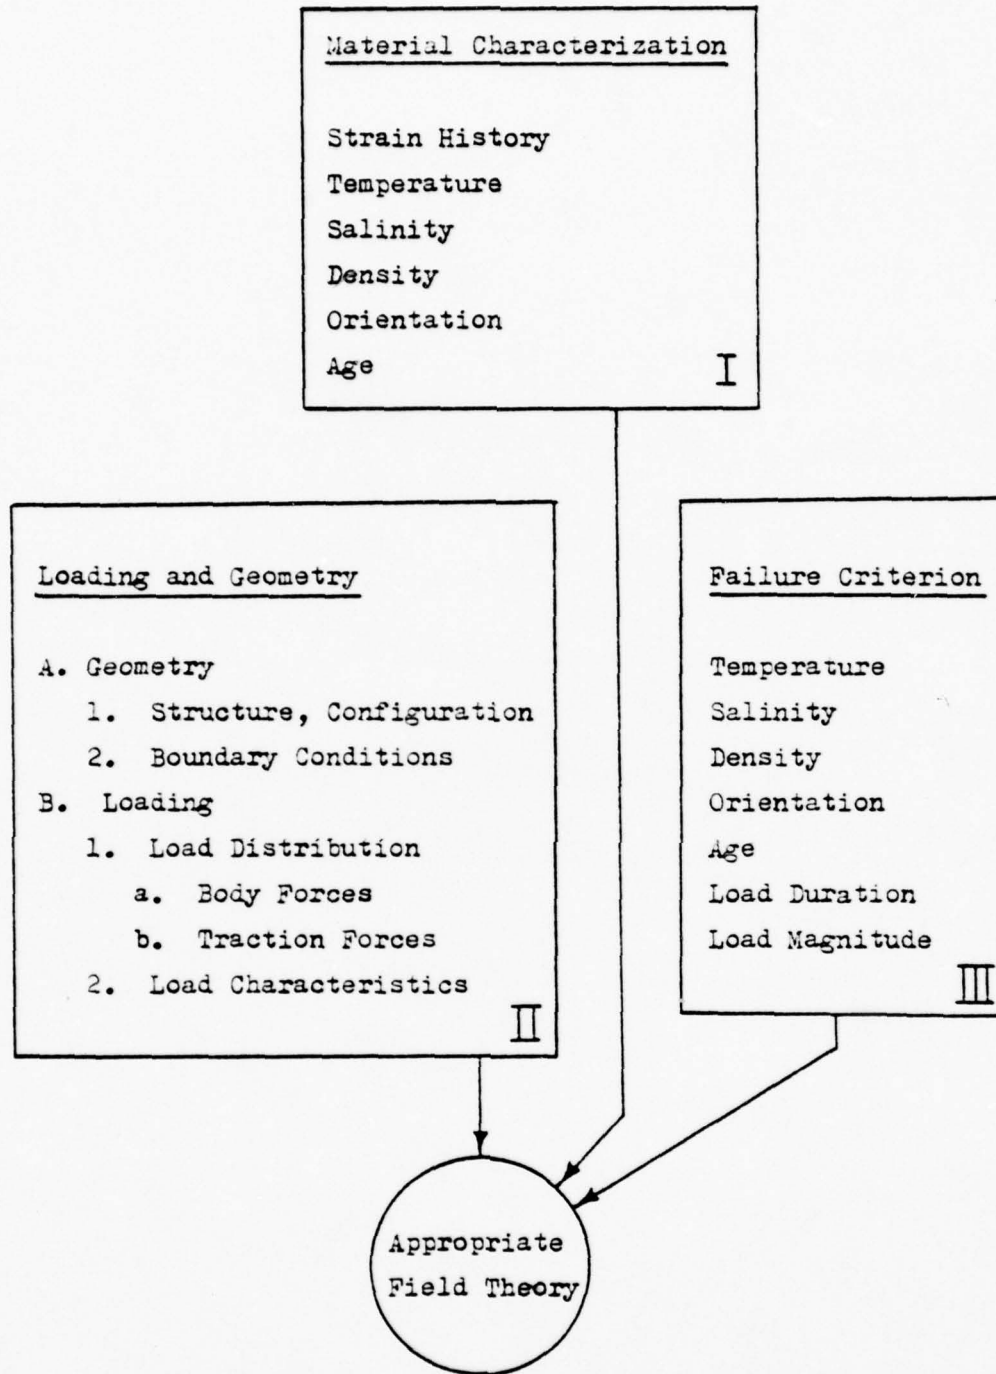 Material Characterization
Strain History
Temperature
Salinity
Density
Orientation
Age
I
Loading and Geometry
A. Geometry
1. Structure, Configuration
2. Boundary Conditions
B. Loading
1. Load Distribution
a. Body Forces
b. Traction Forces
2. Load Characteristics
II
Failure Criterion
Temperature
Salinity
Density
Orientation
Age
Load Duration
Load Magnitude
III
Appropriate
Field Theory